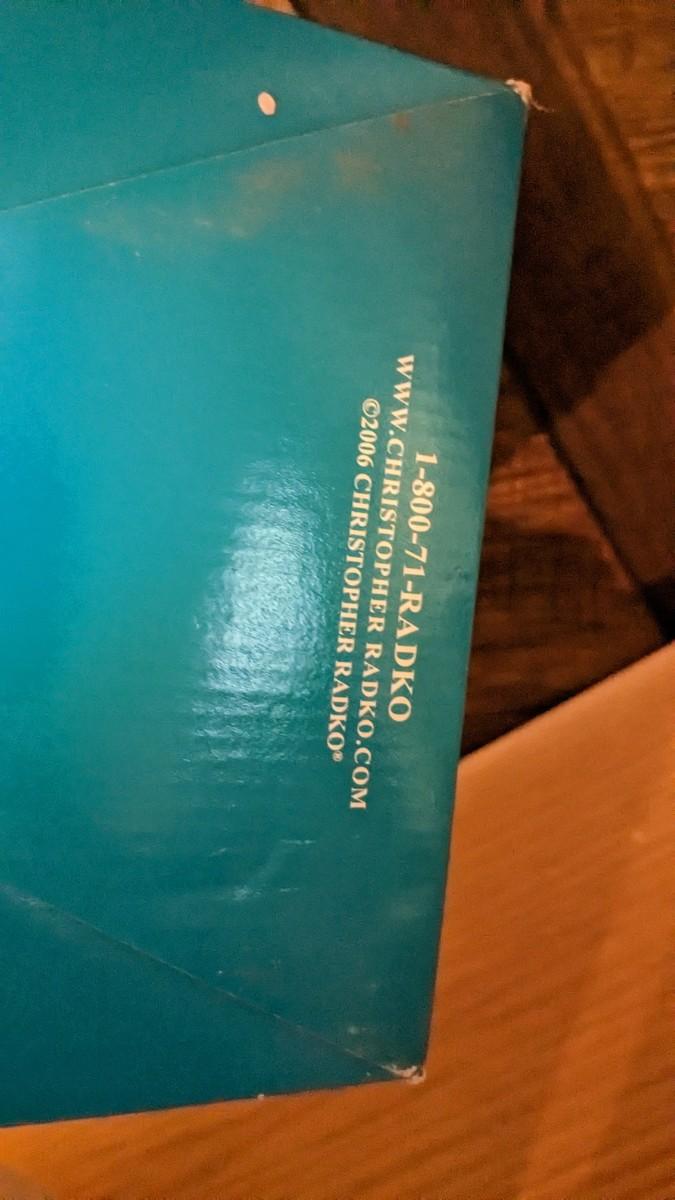 1-800-71-RADKO
WWW.CHRISTOPHER RADKO.COM
©2006 CHRISTOPHER RADKO®